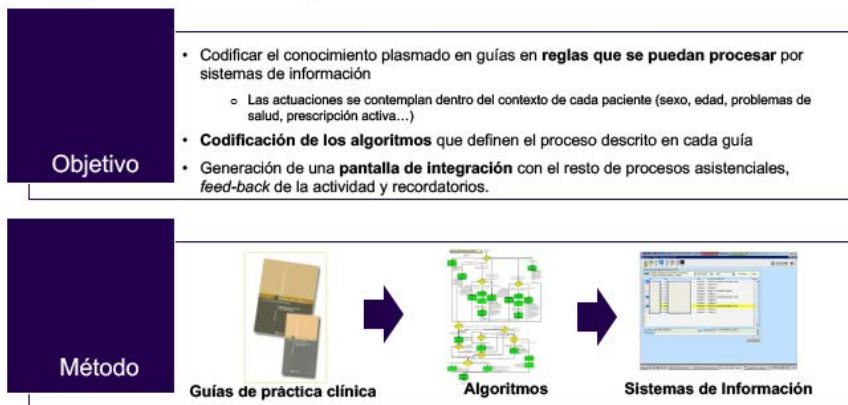 Objetivo
• Codificar el conocimiento plasmado en guías en reglas que se puedan procesar por
sistemas de información
o Las actuaciones se contemplan dentro del contexto de cada paciente (sexo, edad, problemas de
salud, prescripción activa…)
• Codificación de los algoritmos que definen el proceso descrito en cada guía
• Generación de una pantalla de integración con el resto de procesos asistenciales,
feed-back de la actividad y recordatorios.
Método
Guías de práctica clínica
Algoritmos
Sistemas de Información